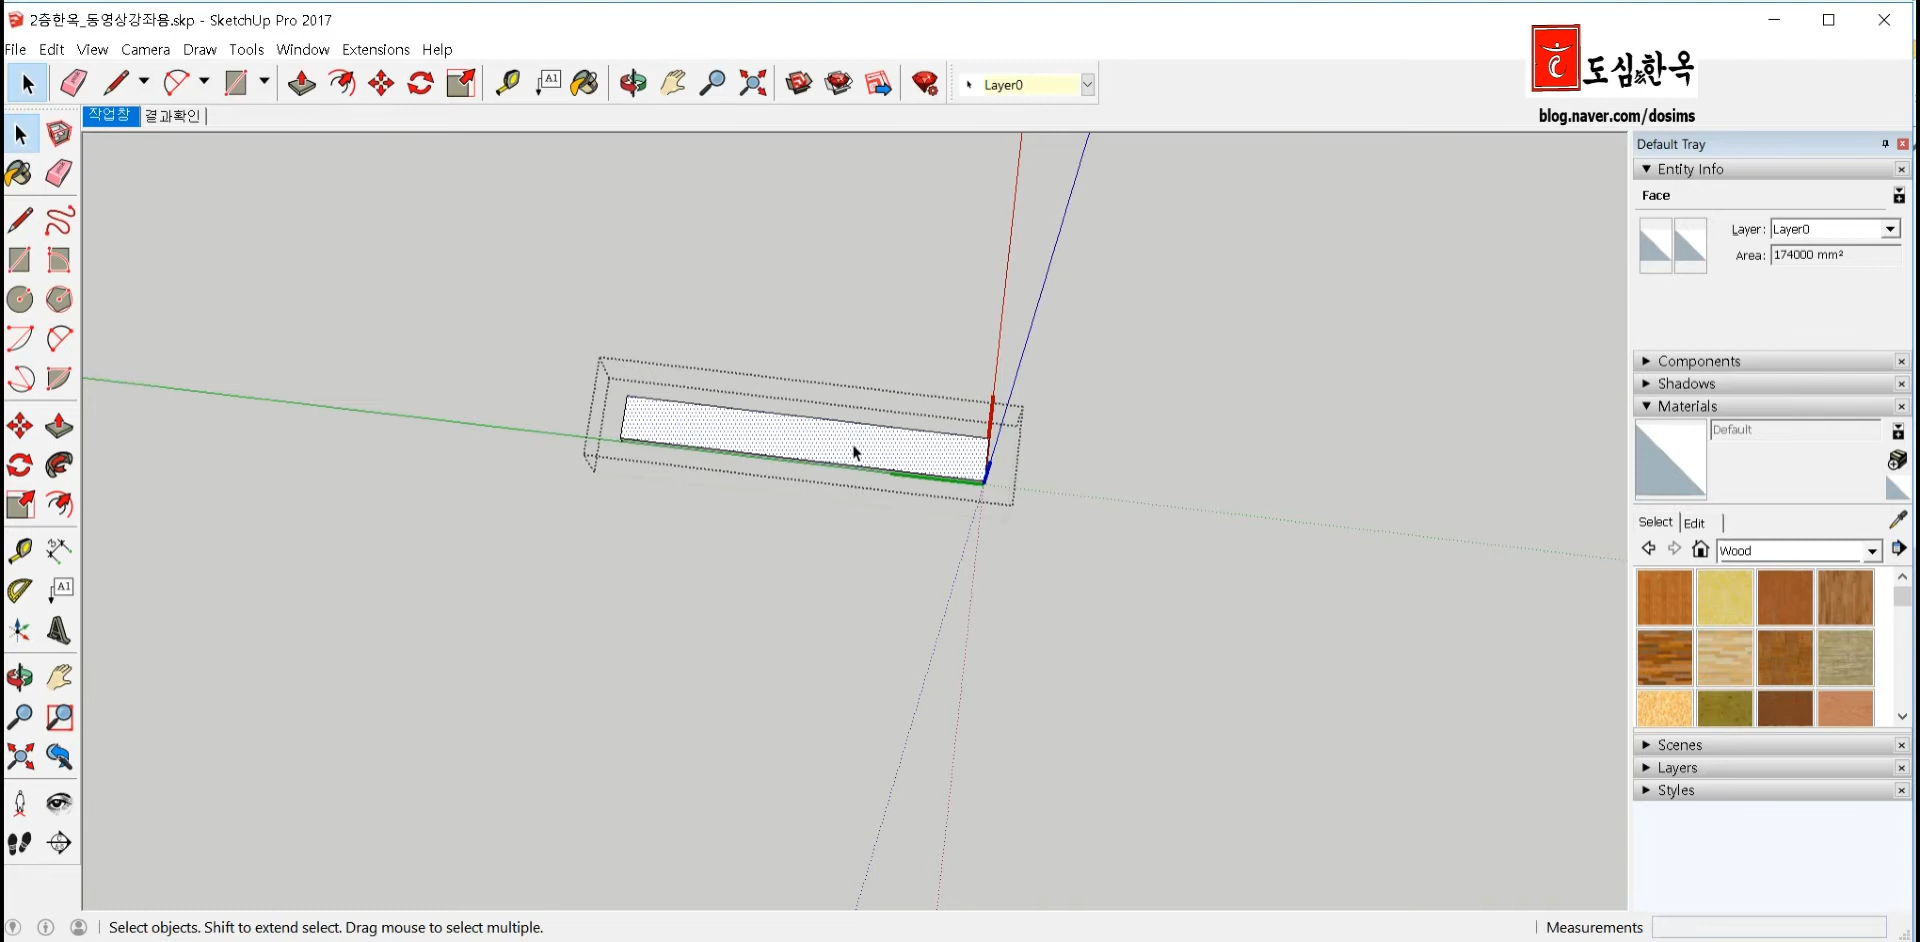 2층한옥_동영상강좌용.skp - SketchUp Pro 2017
File Edit View Camera Draw Tools Window Extensions Help
A1
Layer0
도심 한옥
작업창 결과확인
blog.naver.com/dosims
Default Tray
Entity Info
Face
Layer: Layer0
Area: 174000 mm²
Components
Shadows
Materials
Default
Select Edit
Wood
A1
Scenes
Layers
Styles
Select objects. Shift to extend select. Drag mouse to select multiple.
Measurements